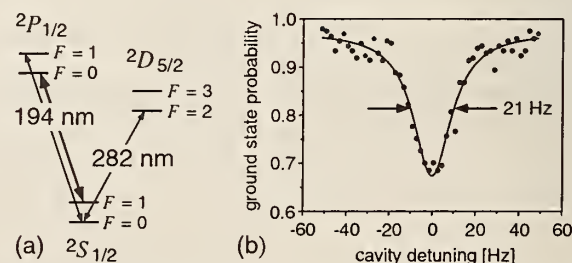 ²P₁/₂
F = 1
F = 0
²D₅/₂
F = 3
F = 2
194 nm
282 nm
F = 1
F = 0
²S₁/₂
(a)
ground state probability
1.0
0.9
0.8
0.7
0.6
21 Hz
-60 -40 -20 0 20 40 60
cavity detuning [Hz]
(b)